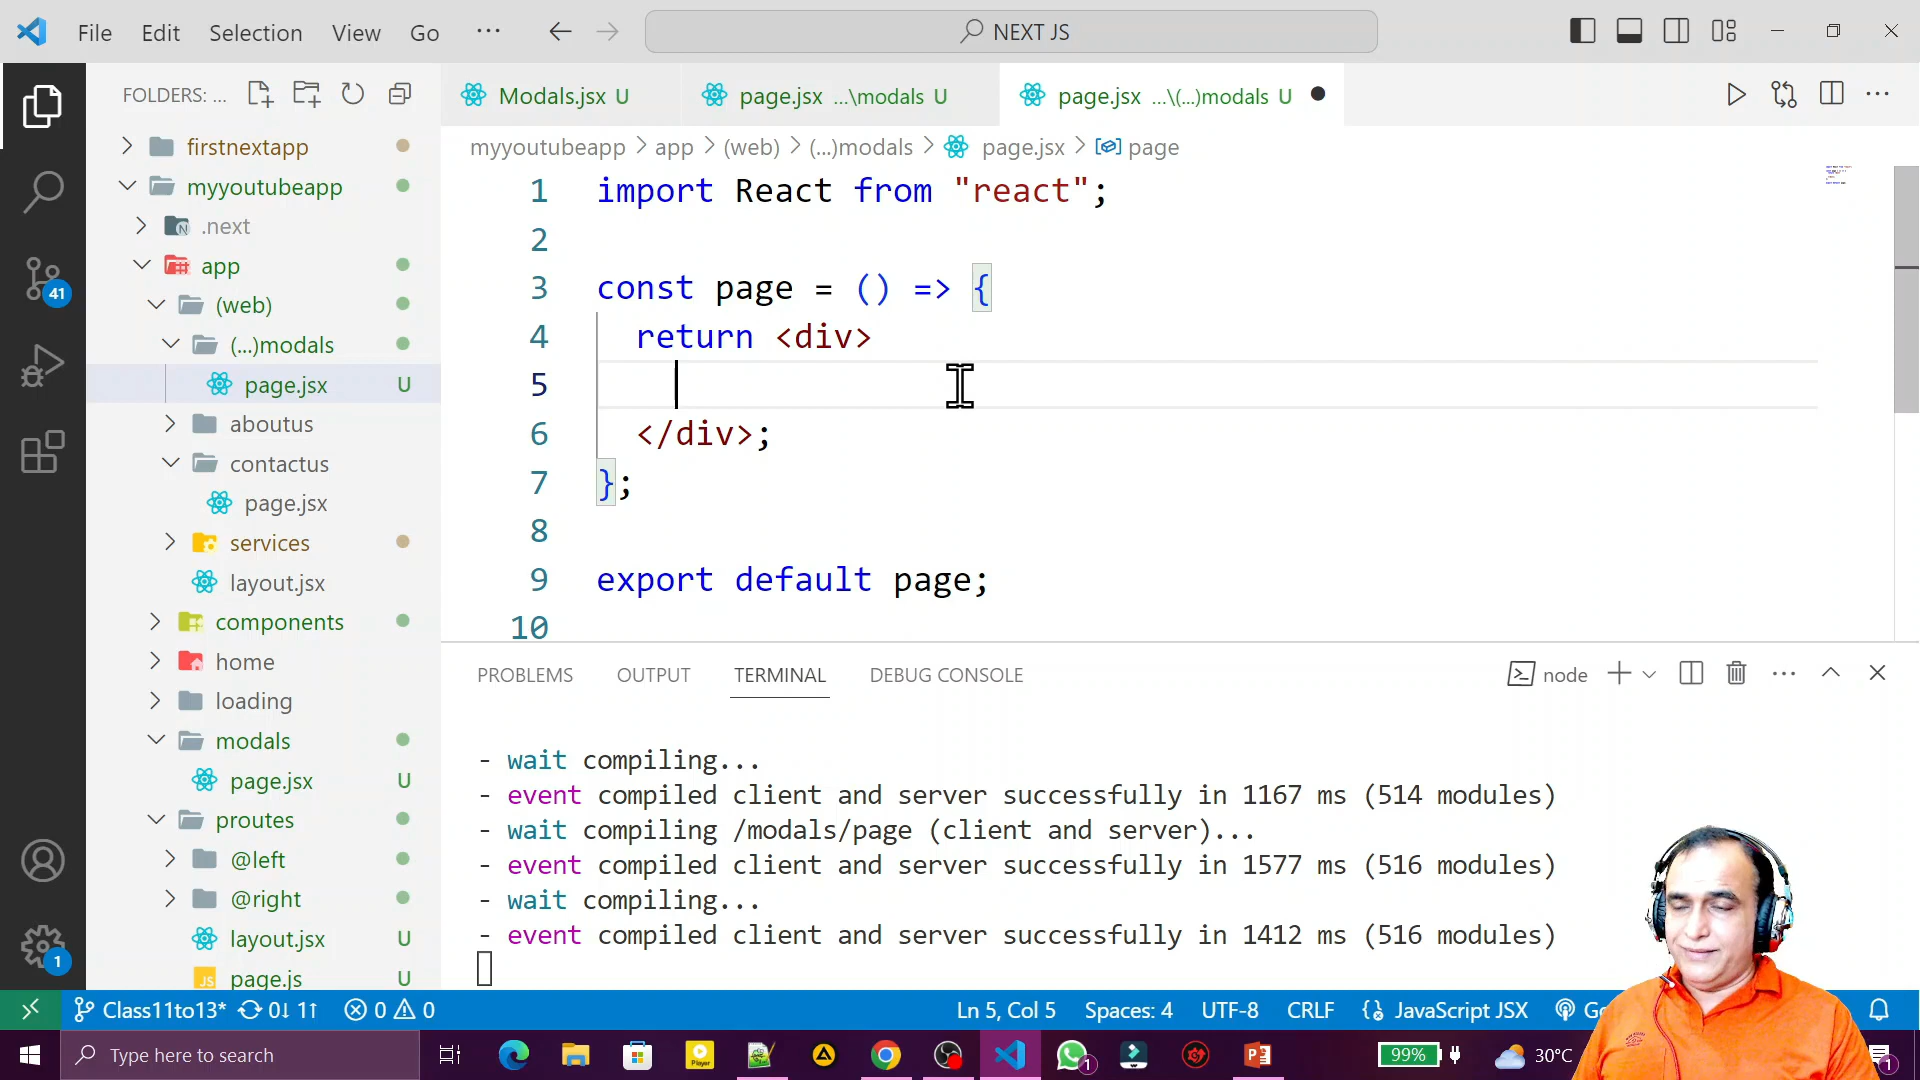 File Edit Selection View Go ... NEXT JS
FOLDERS: ...
Modals.jsx U
page.jsx ...\modals U
page.jsx ...\(...)modals U
myyoutubeapp > app > (web) > (...)modals > page.jsx > page
firstnextapp
myyoutubeapp
.next
app
(web)
(...)modals
page.jsx U
aboutus
contactus
page.jsx
services
layout.jsx
components
home
loading
modals
page.jsx U
proutes
@left
@right
layout.jsx U
page.js U
41
1
1 import React from "react";
2
3 const page = () => {
4 return <div>
5
6 </div>;
7 };
8
9 export default page;
10
PROBLEMS OUTPUT TERMINAL DEBUG CONSOLE
node
- wait compiling...
- event compiled client and server successfully in 1167 ms (514 modules)
- wait compiling /modals/page (client and server)...
- event compiled client and server successfully in 1577 ms (516 modules)
- wait compiling...
- event compiled client and server successfully in 1412 ms (516 modules)
Class11to13* 0↓ 1↑ 0 0 Ln 5, Col 5 Spaces: 4 UTF-8 CRLF JavaScript JSX
Type here to search
Player
1
99%
30°C
1